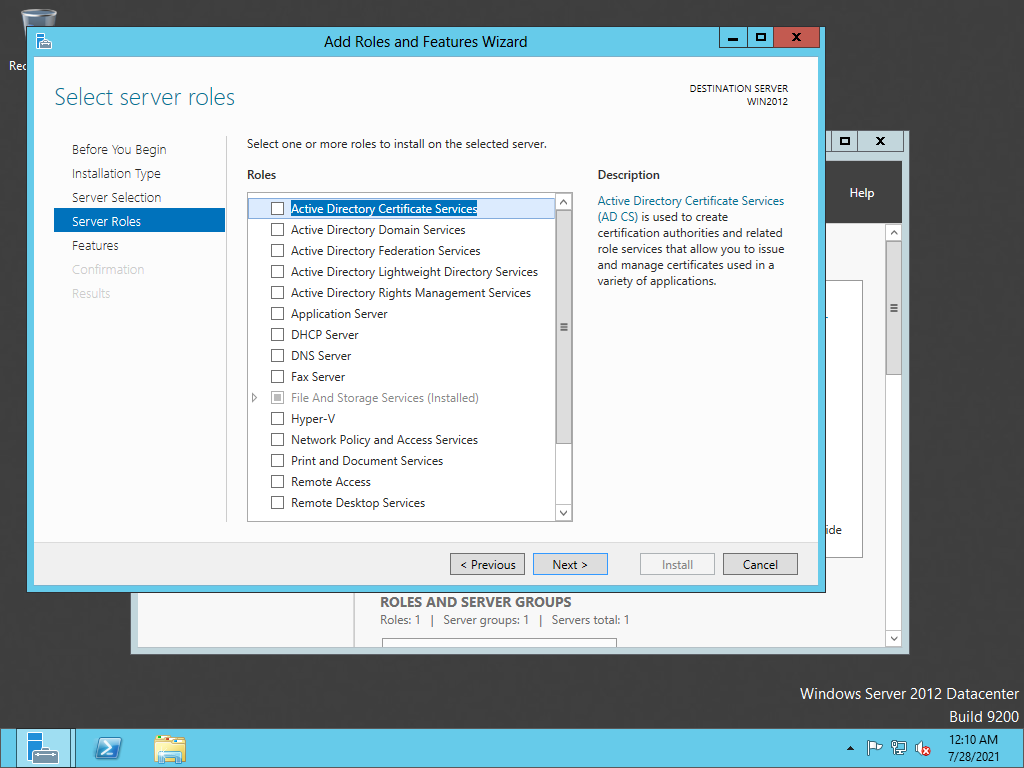 Rec
Add Roles and Features Wizard
Select server roles
DESTINATION SERVER
WIN2012
Before You Begin
Installation Type
Server Selection
Server Roles
Features
Confirmation
Results
Select one or more roles to install on the selected server.
Roles
Active Directory Certificate Services
Active Directory Domain Services
Active Directory Federation Services
Active Directory Lightweight Directory Services
Active Directory Rights Management Services
Application Server
DHCP Server
DNS Server
Fax Server
File And Storage Services (Installed)
Hyper-V
Network Policy and Access Services
Print and Document Services
Remote Access
Remote Desktop Services
Description
Active Directory Certificate Services
(AD CS) is used to create
certification authorities and related
role services that allow you to issue
and manage certificates used in a
variety of applications.
< Previous
Next >
Install
Cancel
Help
ide
ROLES AND SERVER GROUPS
Roles: 1 | Server groups: 1 | Servers total: 1
Windows Server 2012 Datacenter
Build 9200
12:10 AM
7/28/2021